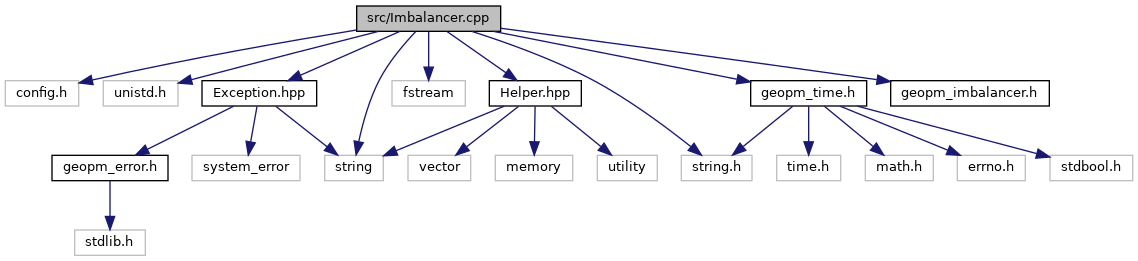 src/Imbalancer.cpp
config.h
unistd.h
Exception.hpp
fstream
Helper.hpp
geopm_time.h
geopm_imbalancer.h
geopm_error.h
system_error
string
vector
memory
utility
string.h
time.h
math.h
errno.h
stdbool.h
stdlib.h